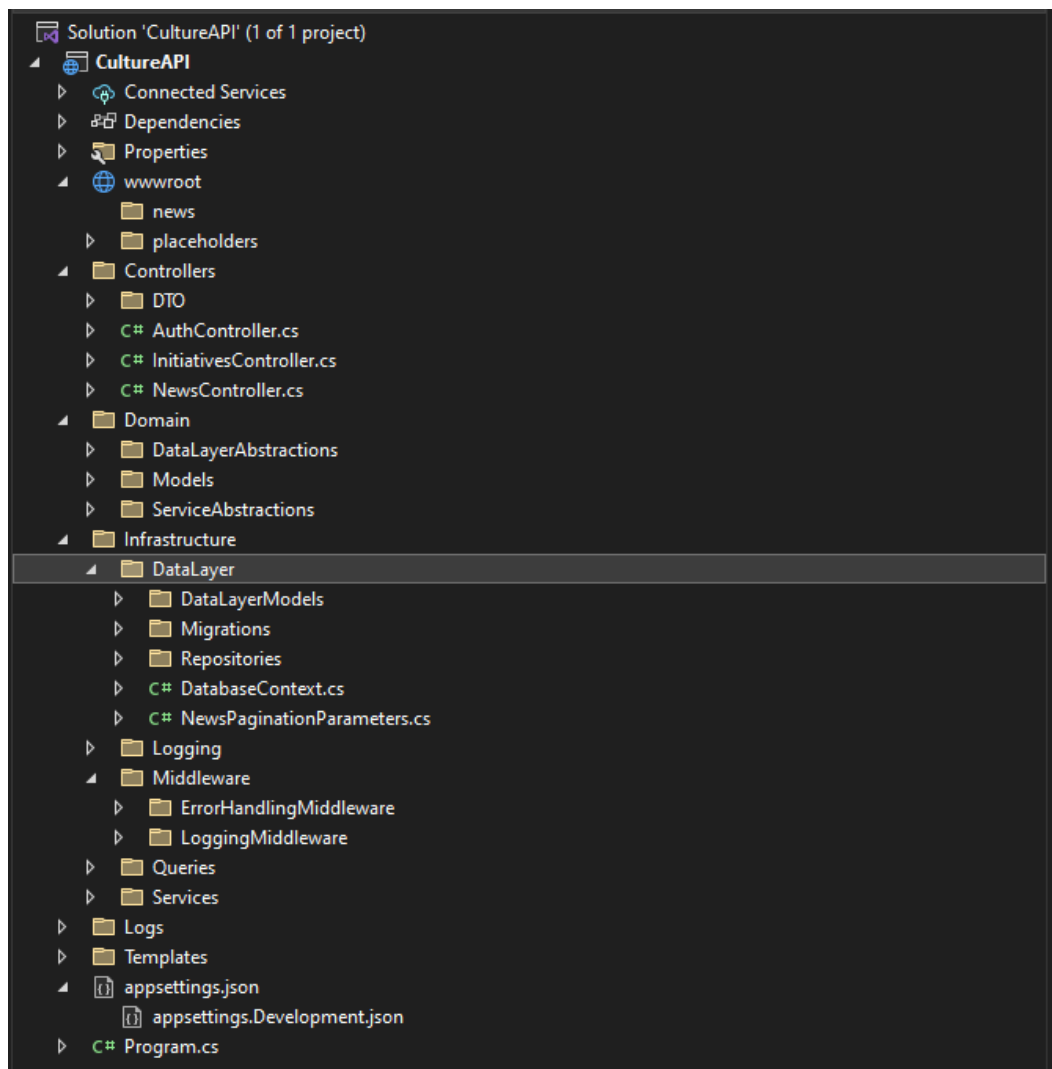 Solution 'CultureAPI' (1 of 1 project)
CultureAPI
Connected Services
Dependencies
Properties
wwwroot
news
placeholders
Controllers
DTO
C# AuthController.cs
C# InitiativesController.cs
C# NewsController.cs
Domain
DataLayerAbstractions
Models
ServiceAbstractions
Infrastructure
DataLayer
DataLayerModels
Migrations
Repositories
C# DatabaseContext.cs
C# NewsPaginationParameters.cs
Logging
Middleware
ErrorHandlingMiddleware
LoggingMiddleware
Queries
Services
Logs
Templates
appsettings.json
appsettings.Development.json
C# Program.cs